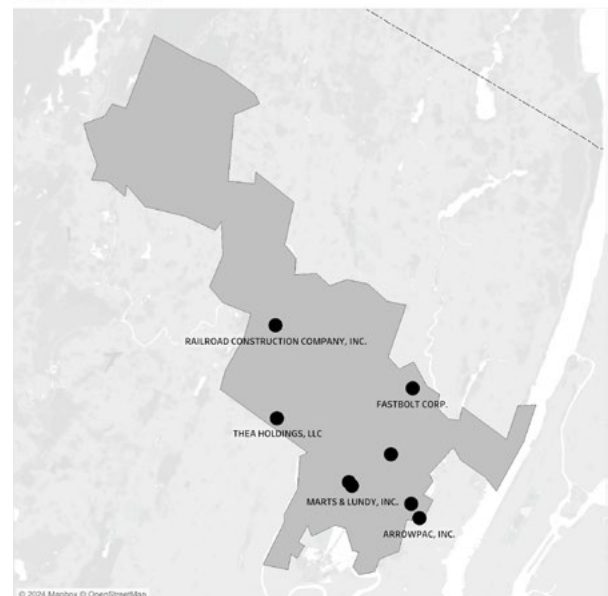 RAILROAD CONSTRUCTION COMPANY, INC.
FASTBOLT CORP.
THEA HOLDINGS, LLC
MARTS & LUNDY, INC.
ARROWPAC, INC.
© 2024 Mapbox © OpenStreetMap